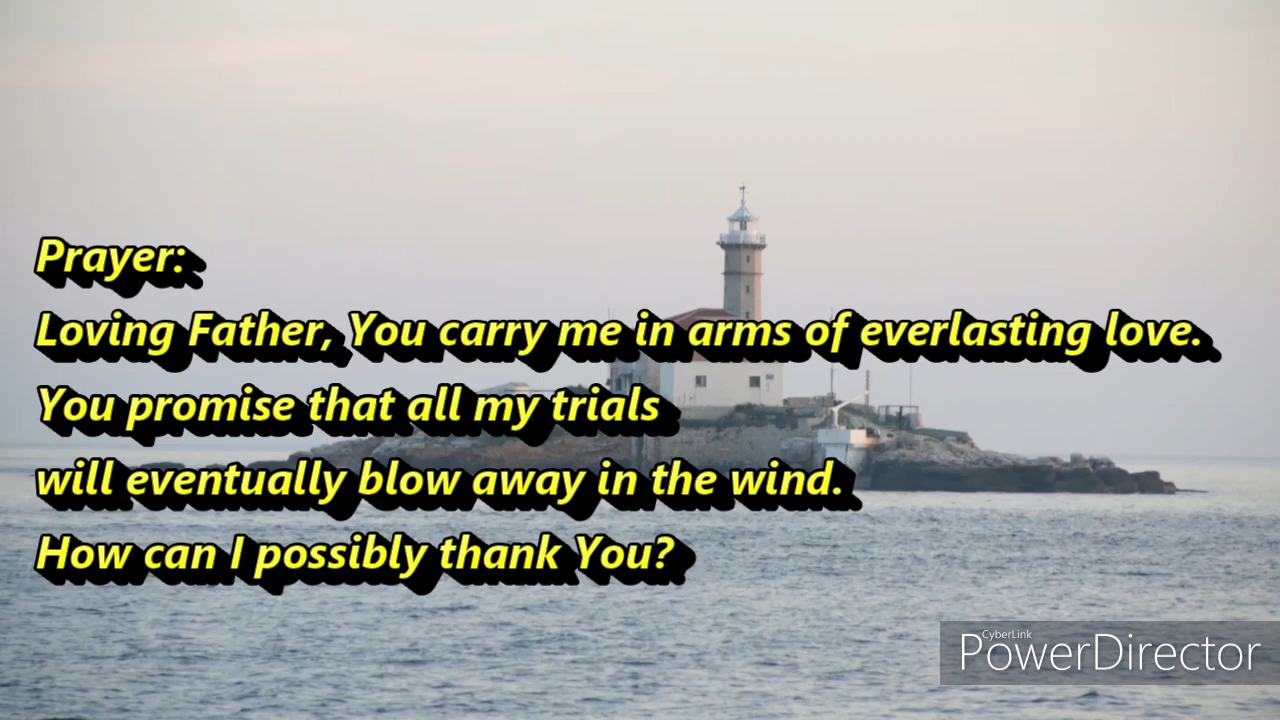 Prayer:
Loving Father, You carry me in arms of everlasting love.
You promise that all my trials
will eventually blow away in the wind.
How can I possibly thank You?
CyberLink
PowerDirector